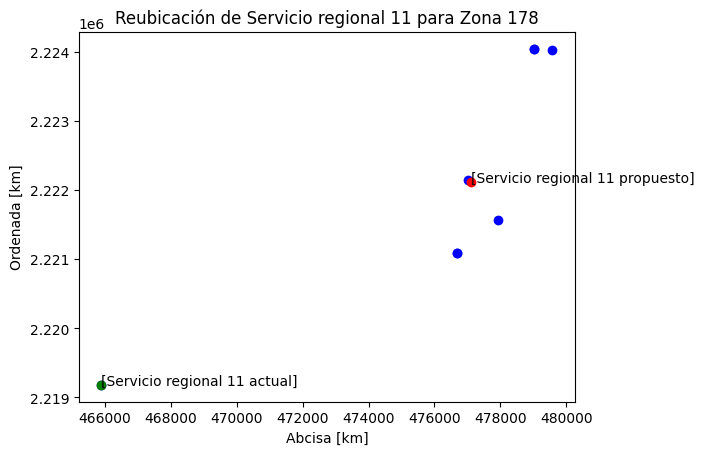 Reubicación de Servicio regional 11 para Zona 178
1e6
2.224
2.223
2.222
2.221
2.220
2.219
Ordenada [km]
[Servicio regional 11 propuesto]
[Servicio regional 11 actual]
466000 468000 470000 472000 474000 476000 478000 480000
Abcisa [km]